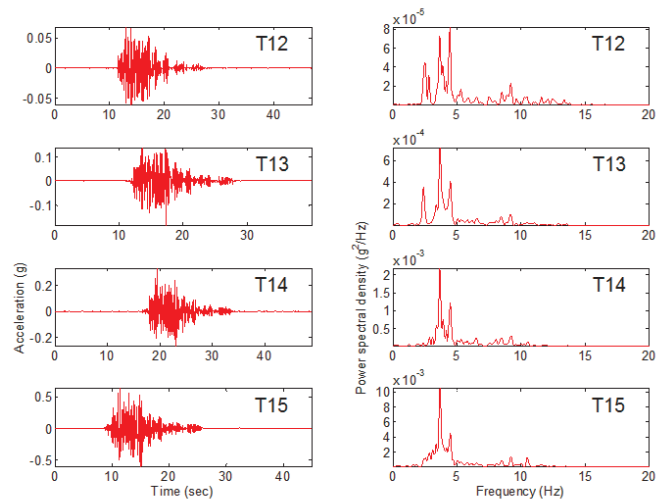 T12
0.05
0
-0.05
0 10 20 30 40
8 ×10⁻⁵
T12
6
4
2
0 5 10 15 20
T13
0.1
0
-0.1
0 10 20 30
×10⁻⁴
T13
6
4
2
0 5 10 15 20
Acceleration (g)
T14
0.2
0
-0.2
0 10 20 30 40
Power spectral density (g²/Hz)
×10⁻³
T14
2
1.5
1
0.5
0 5 10 15 20
T15
0.5
0
-0.5
0 10 20 30 40
Time (sec)
10 ×10⁻³
T15
8
6
4
2
0 5 10 15 20
Frequency (Hz)